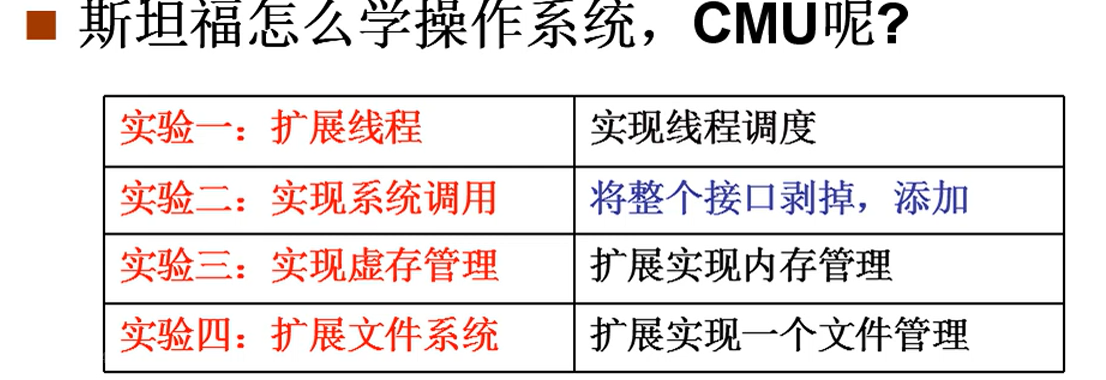 斯坦福怎么学操作系统，CMU呢?
实验一：扩展线程
实现线程调度
实验二：实现系统调用
将整个接口剥掉，添加
实验三：实现虚存管理
扩展实现内存管理
实验四：扩展文件系统
扩展实现一个文件管理